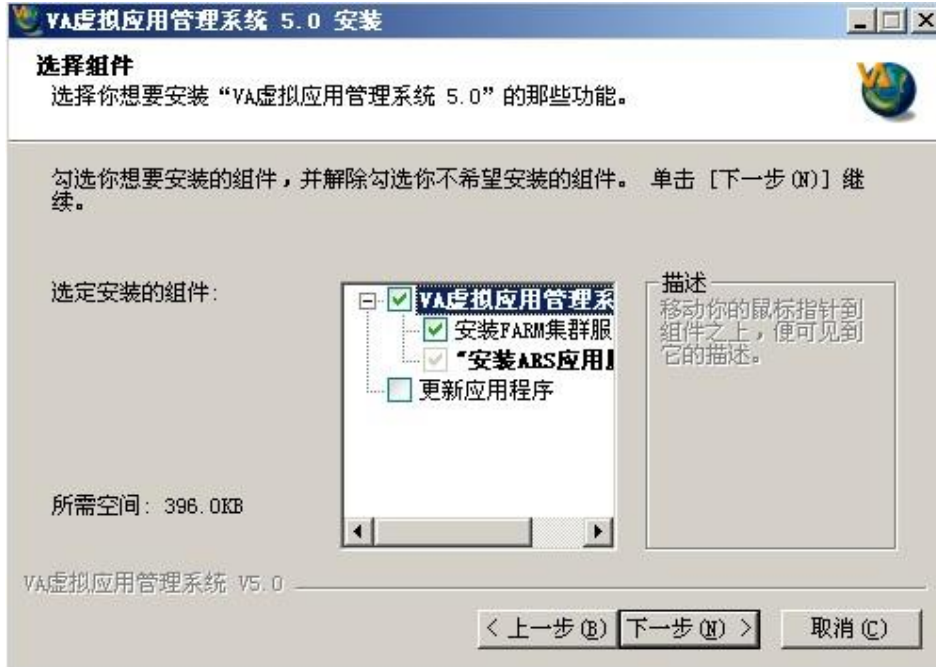 VA虚拟应用管理系统 5.0 安装
选择组件
选择你想要安装“VA虚拟应用管理系统 5.0”的那些功能。
VA
勾选你想要安装的组件，并解除勾选你不希望安装的组件。 单击 [下一步(N)] 继
续。
选定安装的组件：
VA虚拟应用管理系
安装FARM集群服
"安装ARS应用
更新应用程序
描述
移动你的鼠标指针到
组件之上，便可见到
它的描述。
所需空间: 396.0KB
VA虚拟应用管理系统 V5.0
< 上一步(B)
下一步(N) >
取消(C)